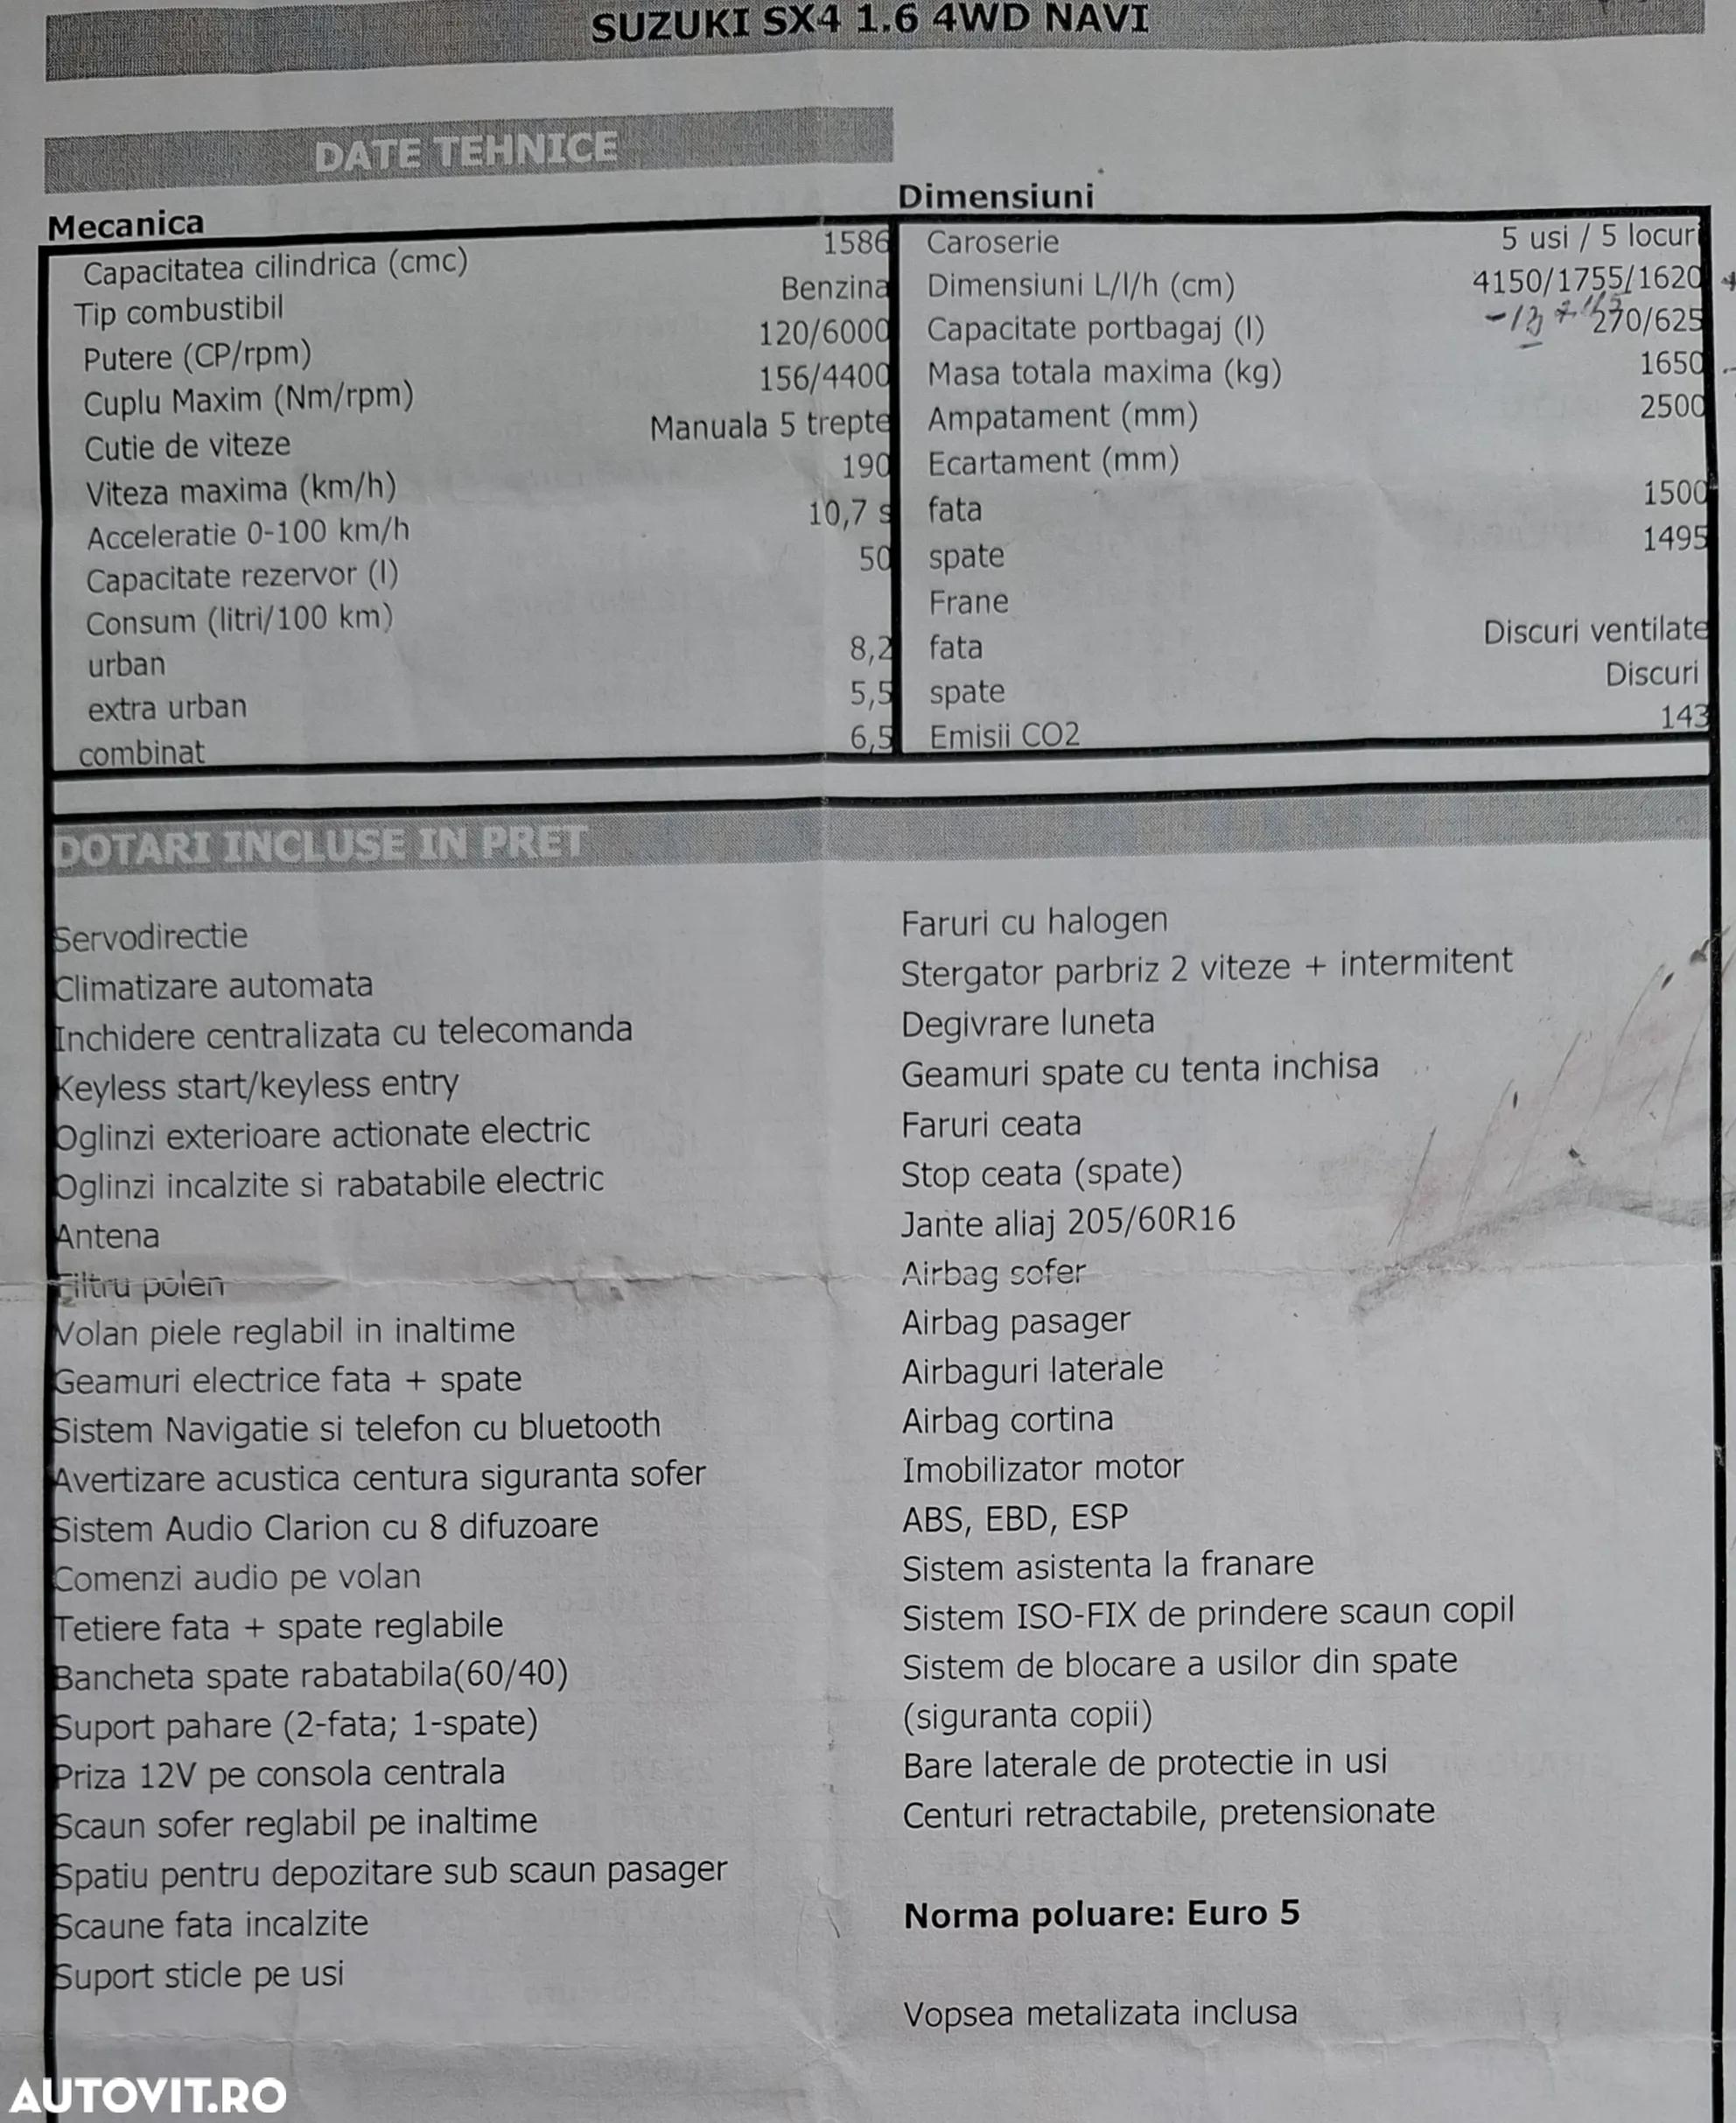 SUZUKI SX4 1.6 4WD NAVI
DATE TEHNICE
Mecanica
Capacitatea cilindrica (cmc) 1586
Tip combustibil Benzina
Putere (CP/rpm) 120/6000
Cuplu Maxim (Nm/rpm) 156/4400
Cutie de viteze Manuala 5 trepte
Viteza maxima (km/h) 190
Acceleratie 0-100 km/h 10,7 s
Capacitate rezervor (l) 50
Consum (litri/100 km)
urban 8,2
extra urban 5,5
combinat 6,5
Dimensiuni
Caroserie 5 usi / 5 locuri
Dimensiuni L/l/h (cm) 4150/1755/1620
Capacitate portbagaj (l) 270/625
Masa totala maxima (kg) 1650
Ampatament (mm) 2500
Ecartament (mm)
fata 1500
spate 1495
Frane
fata Discuri ventilate
spate Discuri
Emisii CO2 143
DOTARI INCLUSE IN PRET
Servodirectie
Climatizare automata
Inchidere centralizata cu telecomanda
Keyless start/keyless entry
Oglinzi exterioare actionate electric
Oglinzi incalzite si rabatabile electric
Antena
Filtru polen
Volan piele reglabil in inaltime
Geamuri electrice fata + spate
Sistem Navigatie si telefon cu bluetooth
Avertizare acustica centura siguranta sofer
Sistem Audio Clarion cu 8 difuzoare
Comenzi audio pe volan
Tetiere fata + spate reglabile
Bancheta spate rabatabila(60/40)
Suport pahare (2-fata; 1-spate)
Priza 12V pe consola centrala
Scaun sofer reglabil pe inaltime
Spatiu pentru depozitare sub scaun pasager
Scaune fata incalzite
Suport sticle pe usi
Faruri cu halogen
Stergator parbriz 2 viteze + intermitent
Degivrare luneta
Geamuri spate cu tenta inchisa
Faruri ceata
Stop ceata (spate)
Jante aliaj 205/60R16
Airbag sofer
Airbag pasager
Airbaguri laterale
Airbag cortina
Imobilizator motor
ABS, EBD, ESP
Sistem asistenta la franare
Sistem ISO-FIX de prindere scaun copil
Sistem de blocare a usilor din spate
(siguranta copii)
Bare laterale de protectie in usi
Centuri retractabile, pretensionate
Norma poluare: Euro 5
Vopsea metalizata inclusa
AUTOVIT.RO